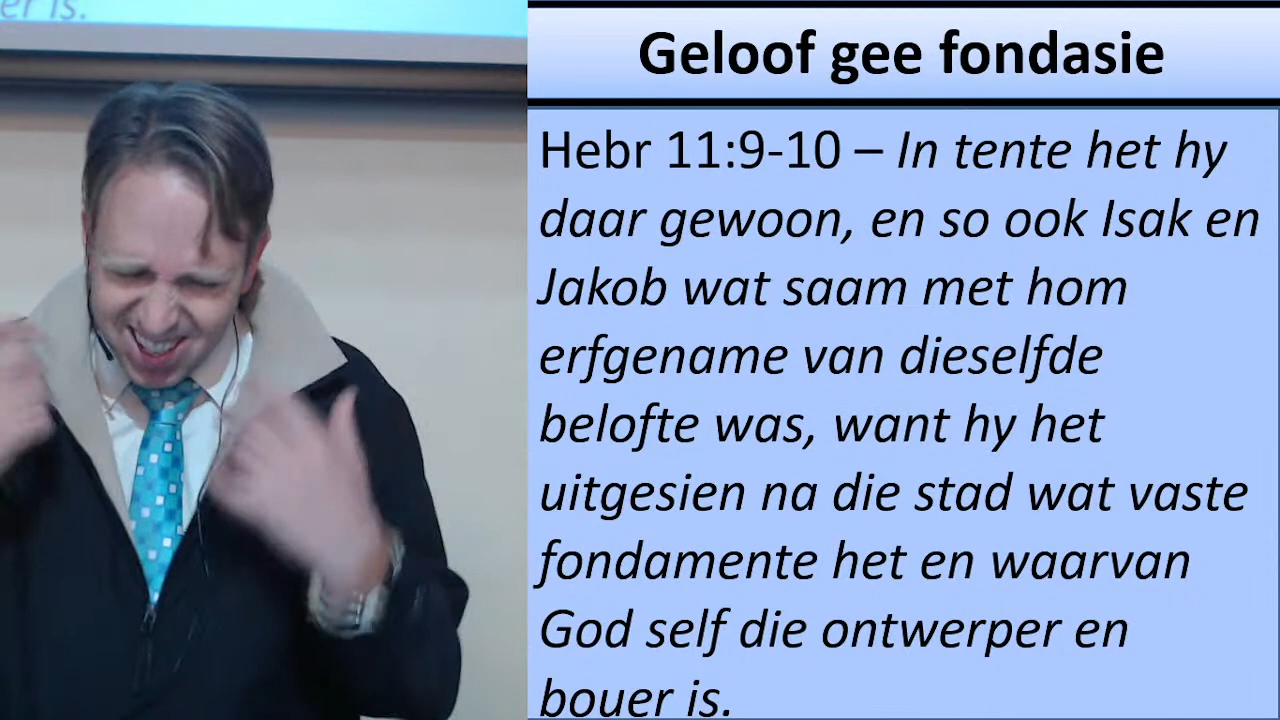 er is.
Geloof gee fondasie
Hebr 11:9-10 – In tente het hy
daar gewoon, en so ook Isak en
Jakob wat saam met hom
erfgename van dieselfde
belofte was, want hy het
uitgesien na die stad wat vaste
fondamente het en waarvan
God self die ontwerper en
bouer is.